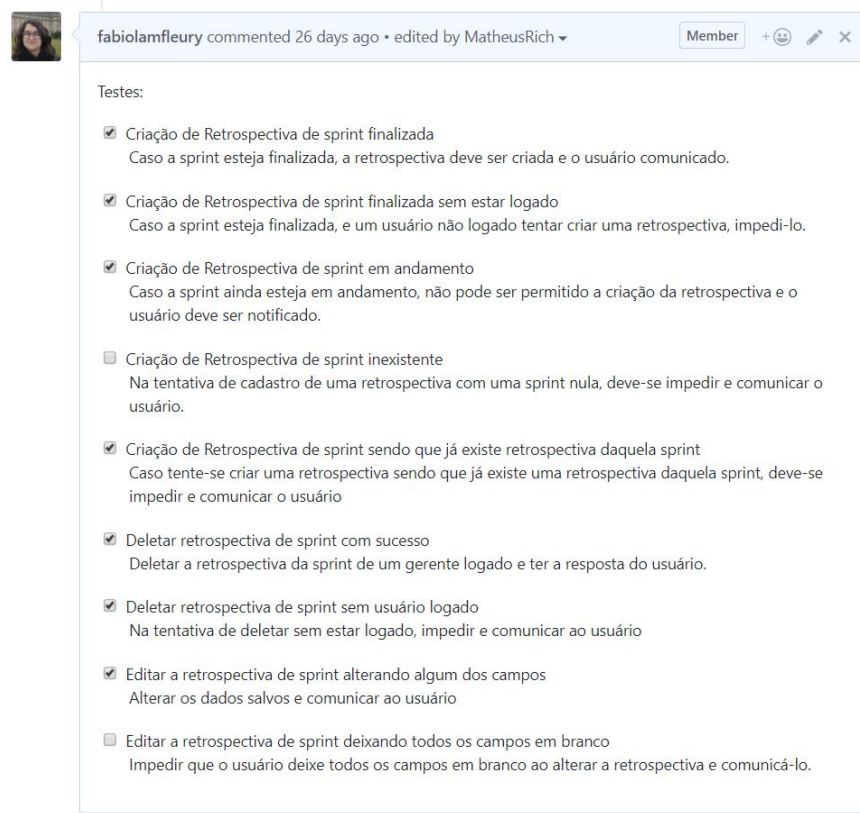 fabiolamfleury commented 26 days ago • edited by MatheusRich
Member
Testes:
Criação de Retrospectiva de sprint finalizada
Caso a sprint esteja finalizada, a retrospectiva deve ser criada e o usuário comunicado.
Criação de Retrospectiva de sprint finalizada sem estar logado
Caso a sprint esteja finalizada, e um usuário não logado tentar criar uma retrospectiva, impedi-lo.
Criação de Retrospectiva de sprint em andamento
Caso a sprint ainda esteja em andamento, não pode ser permitido a criação da retrospectiva e o
usuário deve ser notificado.
Criação de Retrospectiva de sprint inexistente
Na tentativa de cadastro de uma retrospectiva com uma sprint nula, deve-se impedir e comunicar o
usuário.
Criação de Retrospectiva de sprint sendo que já existe retrospectiva daquela sprint
Caso tente-se criar uma retrospectiva sendo que já existe uma retrospectiva daquela sprint, deve-se
impedir e comunicar o usuário
Deletar retrospectiva de sprint com sucesso
Deletar a retrospectiva da sprint de um gerente logado e ter a resposta do usuário.
Deletar retrospectiva de sprint sem usuário logado
Na tentativa de deletar sem estar logado, impedir e comunicar ao usuário
Editar a retrospectiva de sprint alterando algum dos campos
Alterar os dados salvos e comunicar ao usuário
Editar a retrospectiva de sprint deixando todos os campos em branco
Impedir que o usuário deixe todos os campos em branco ao alterar a retrospectiva e comunicá-lo.